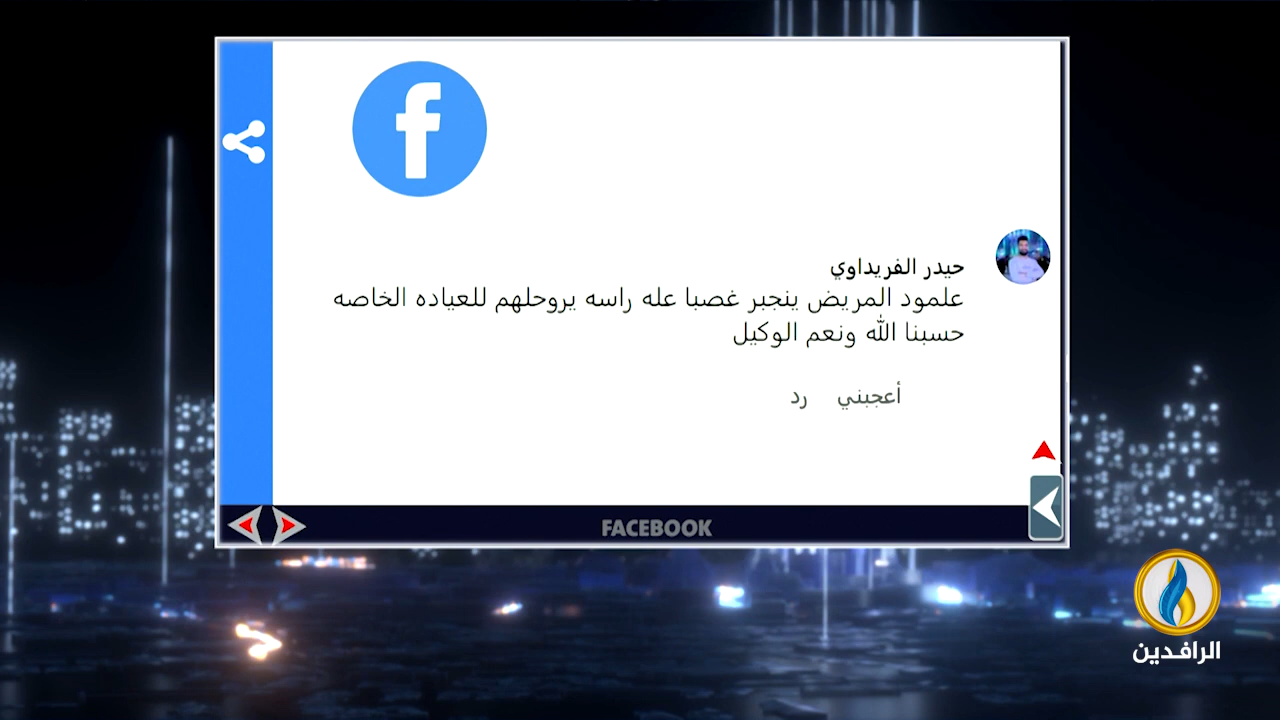 حيدر الفريداوي
علمود المريض ينجبر غصبا عله راسه يروحلهم للعياده الخاصه
حسبنا الله ونعم الوكيل
أعجبني رد
FACEBOOK
الرافدين